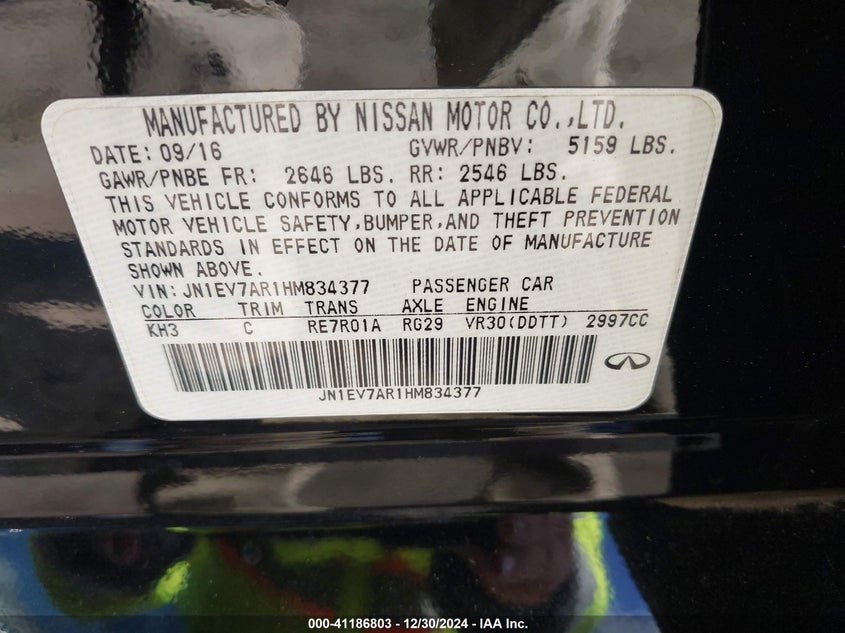 MANUFACTURED BY NISSAN MOTOR CO.,LTD.
DATE: 09/16 GVWR/PNBV: 5159 LBS.
GAWR/PNBE FR: 2646 LBS. RR: 2546 LBS.
THIS VEHICLE CONFORMS TO ALL APPLICABLE FEDERAL
MOTOR VEHICLE SAFETY,BUMPER,AND THEFT PREVENTION
STANDARDS IN EFFECT ON THE DATE OF MANUFACTURE
SHOWN ABOVE.
VIN: JN1EV7AR1HM834377 PASSENGER CAR
COLOR TRIM TRANS AXLE ENGINE
KH3 C RE7R01A RG29 VR30(DDTT) 2997CC
JN1EV7AR1HM834377
000-41186803 - 12/30/2024 - IAA Inc.